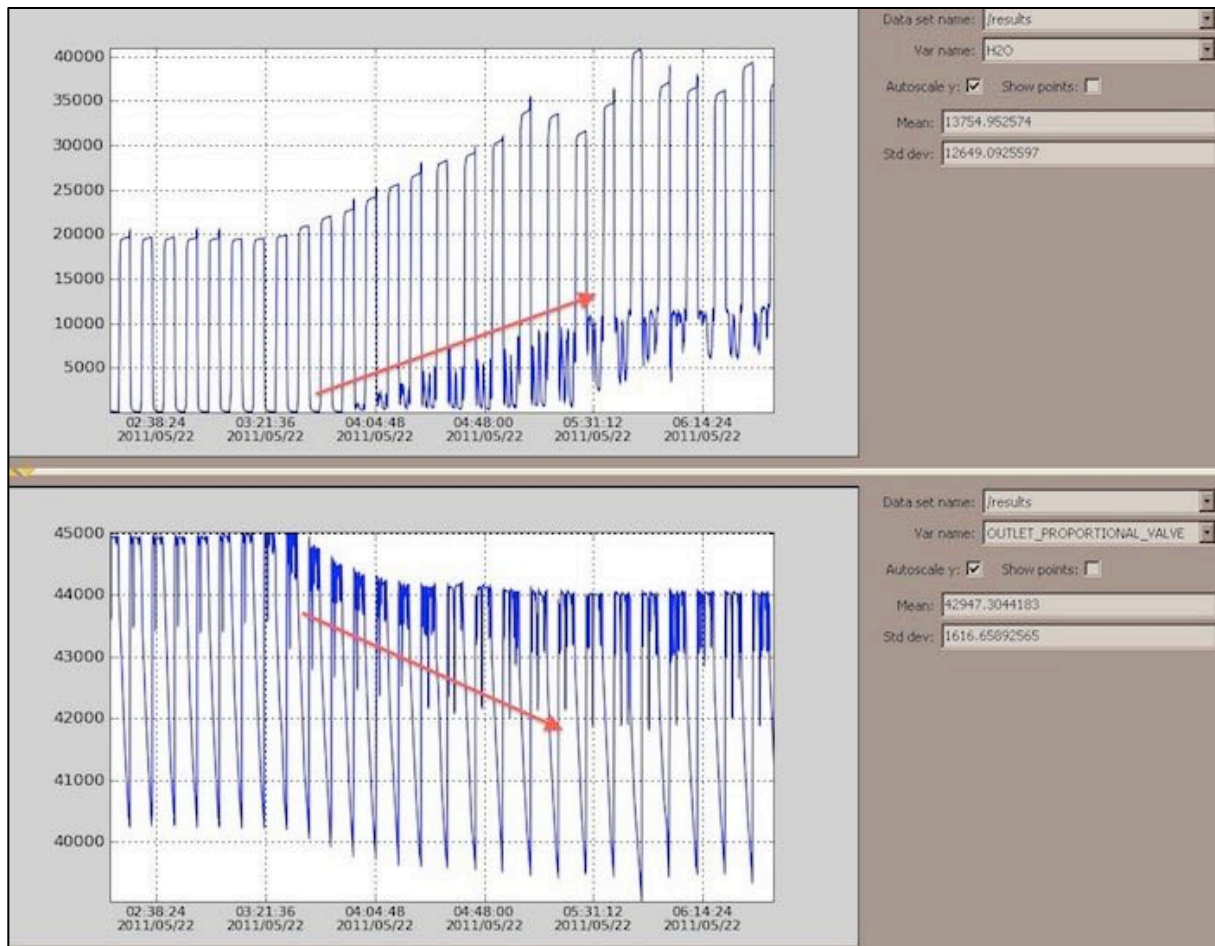 Data set name: /results
Var name: H2O
Autoscale y: Show points:
Mean: 13754.952574
Std dev: 12649.0925597
40000
35000
30000
25000
20000
15000
10000
5000
02:38:24 03:21:36 04:04:48 04:48:00 05:31:12 06:14:24
2011/05/22 2011/05/22 2011/05/22 2011/05/22 2011/05/22 2011/05/22
Data set name: /results
Var name: OUTLET_PROPORTIONAL_VALVE
Autoscale y: Show points:
Mean: 42947.3044183
Std dev: 1616.65892565
45000
44000
43000
42000
41000
40000
02:38:24 03:21:36 04:04:48 04:48:00 05:31:12 06:14:24
2011/05/22 2011/05/22 2011/05/22 2011/05/22 2011/05/22 2011/05/22